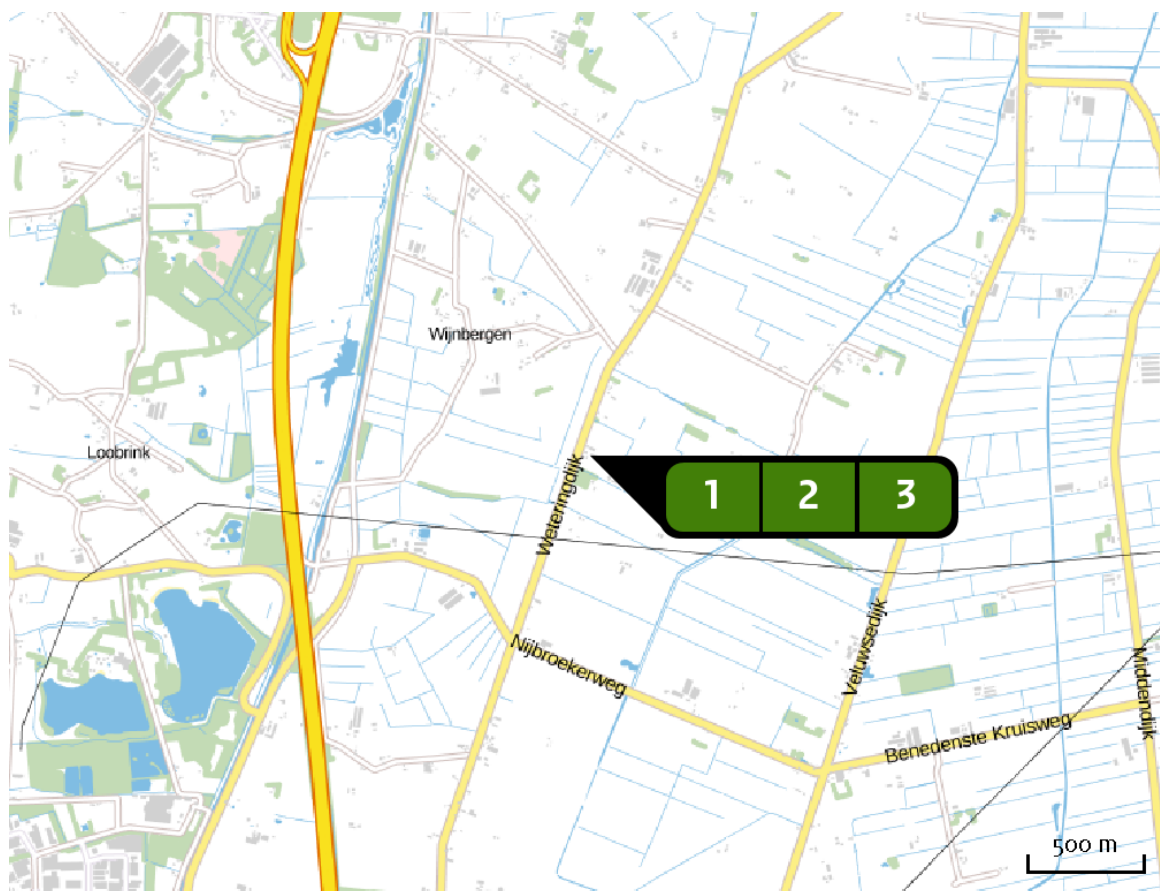 Wijnbergen
Loobrink
Weteringdijk
1 2 3
Nijbroekerweg
Veluwsedijk
Middendijk
Benedenste Kruisweg
500 m